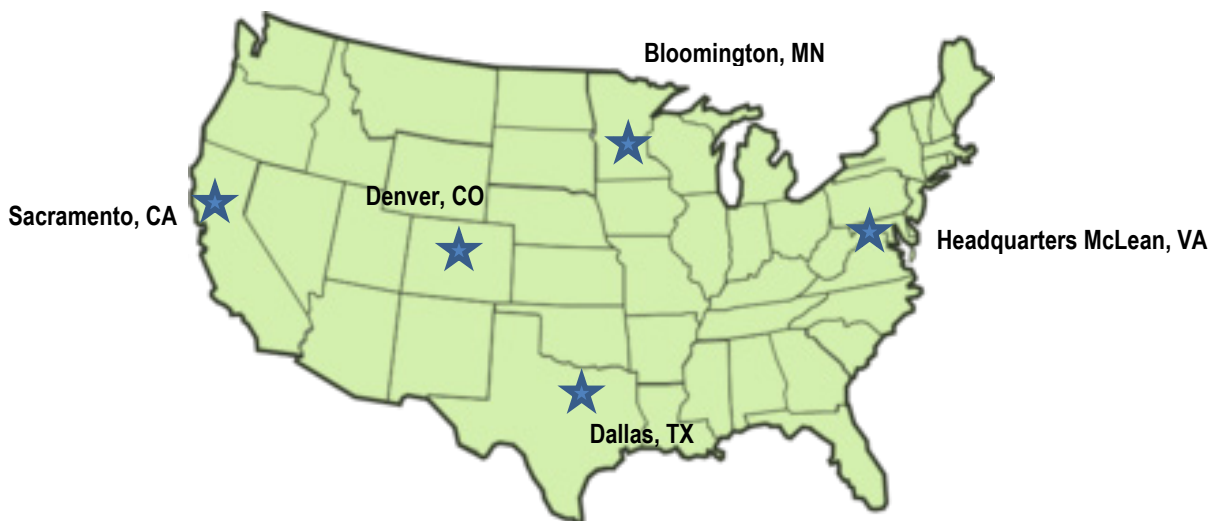 Bloomington, MN
Denver, CO
Sacramento, CA
Headquarters McLean, VA
Dallas, TX